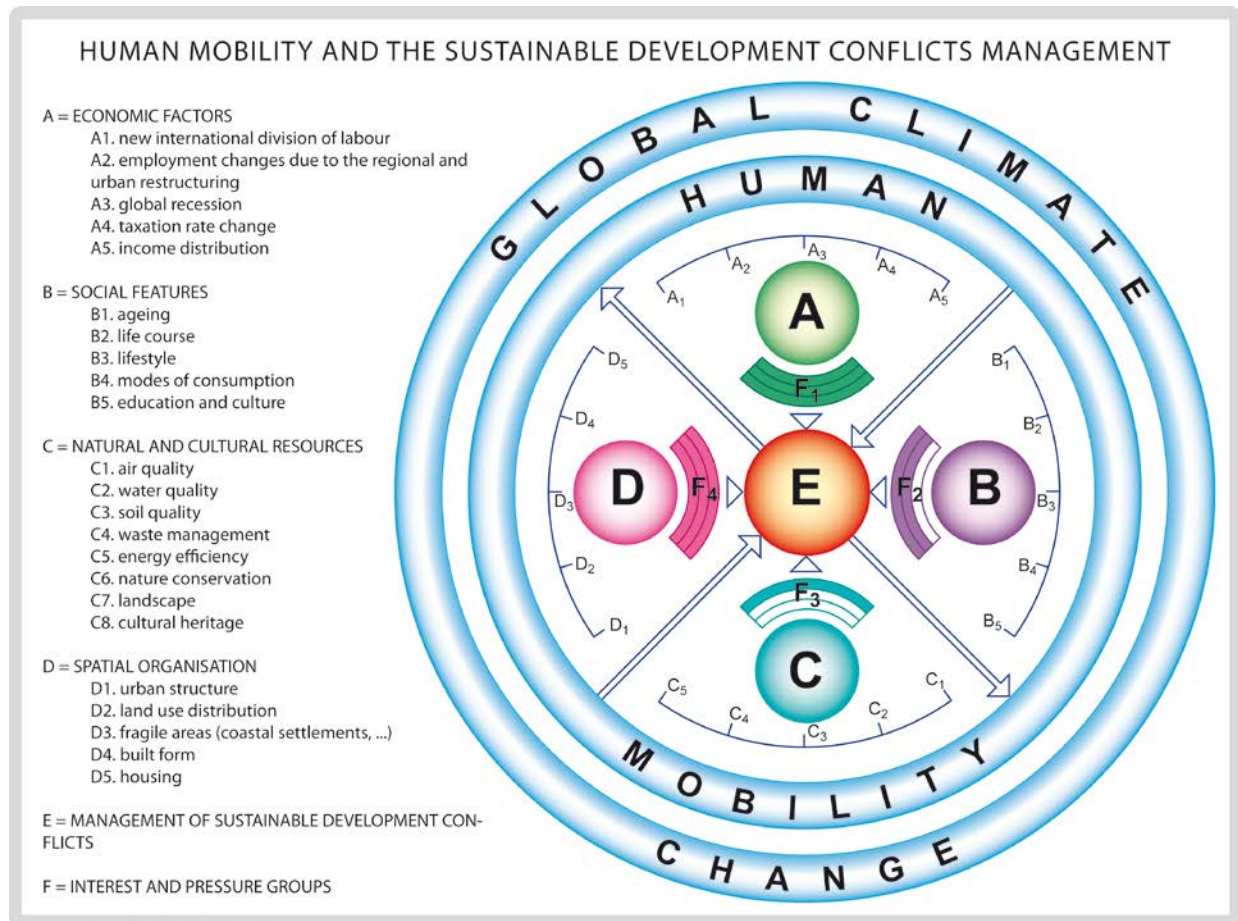 HUMAN MOBILITY AND THE SUSTAINABLE DEVELOPMENT CONFLICTS MANAGEMENT
A = ECONOMIC FACTORS
A1. new international division of labour
A2. employment changes due to the regional and
urban restructuring
A3. global recession
A4. taxation rate change
A5. income distribution
B = SOCIAL FEATURES
B1. ageing
B2. life course
B3. lifestyle
B4. modes of consumption
B5. education and culture
C = NATURAL AND CULTURAL RESOURCES
C1. air quality
C2. water quality
C3. soil quality
C4. waste management
C5. energy efficiency
C6. nature conservation
C7. landscape
C8. cultural heritage
D = SPATIAL ORGANISATION
D1. urban structure
D2. land use distribution
D3. fragile areas (coastal settlements, ...)
D4. built form
D5. housing
E = MANAGEMENT OF SUSTAINABLE DEVELOPMENT CON-
FLICTS
F = INTEREST AND PRESSURE GROUPS
GLOBAL CLIMATE
HUMAN
A1
A2
A3
A4
A5
A
F1
D5
D4
D3
D2
D1
D
F4
E
F2
B
B1
B2
B3
B4
B5
F3
C
C5
C4
C3
C2
C1
MOBILITY
CHANGE